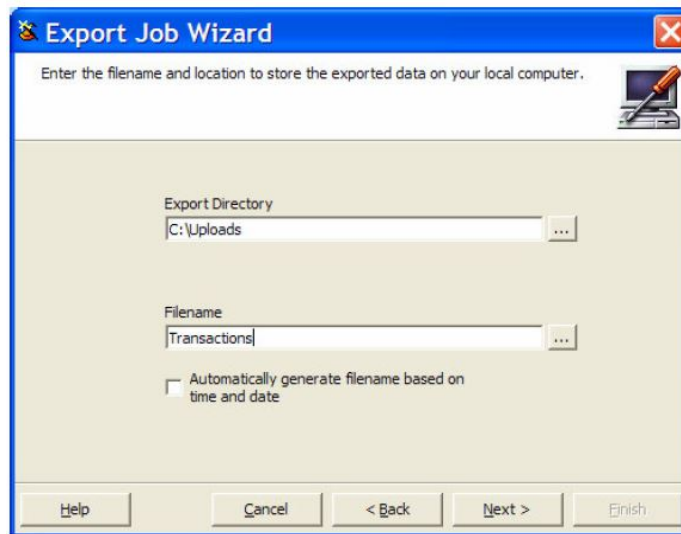 Export Job Wizard
Enter the filename and location to store the exported data on your local computer.
Export Directory
C:\Uploads
...
Filename
Transactions
...
Automatically generate filename based on
time and date
Help
Cancel
< Back
Next >
Finish